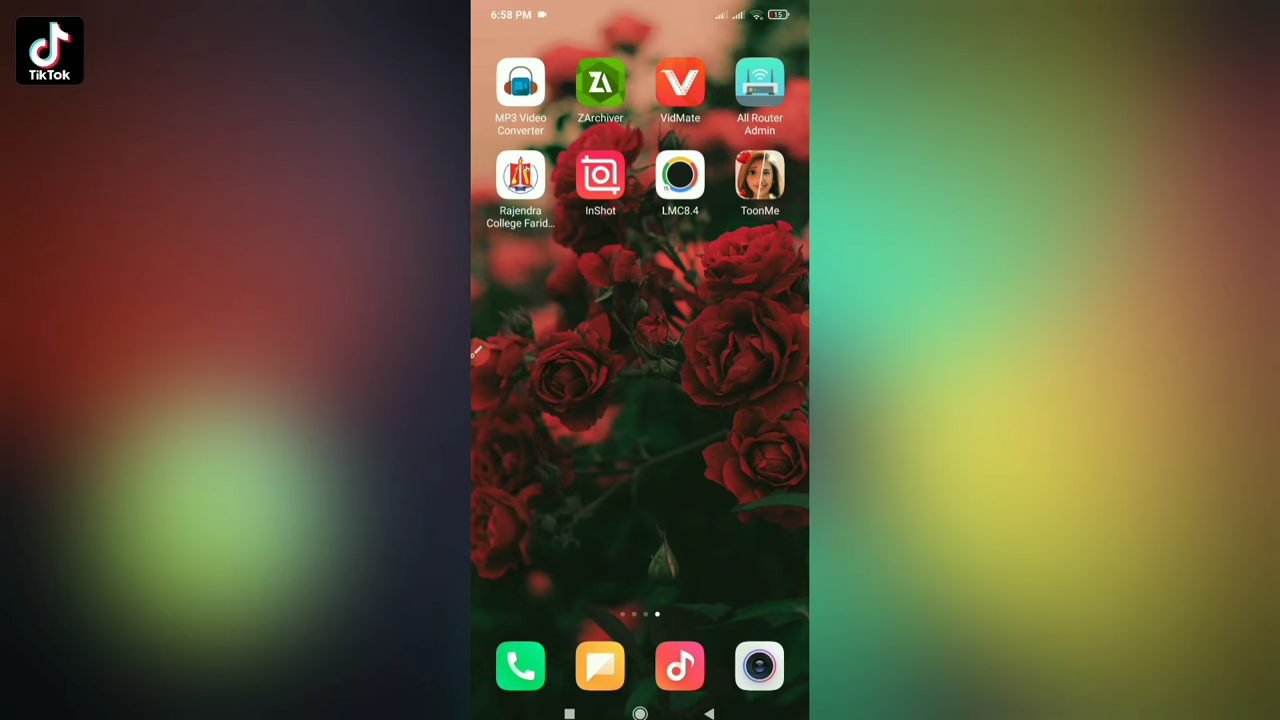 TikTok
6:58 PM
15
MP3 Video
Converter
ZArchiver
VidMate
All Router
Admin
Rajendra
College Farid...
InShot
LMC8.4
ToonMe